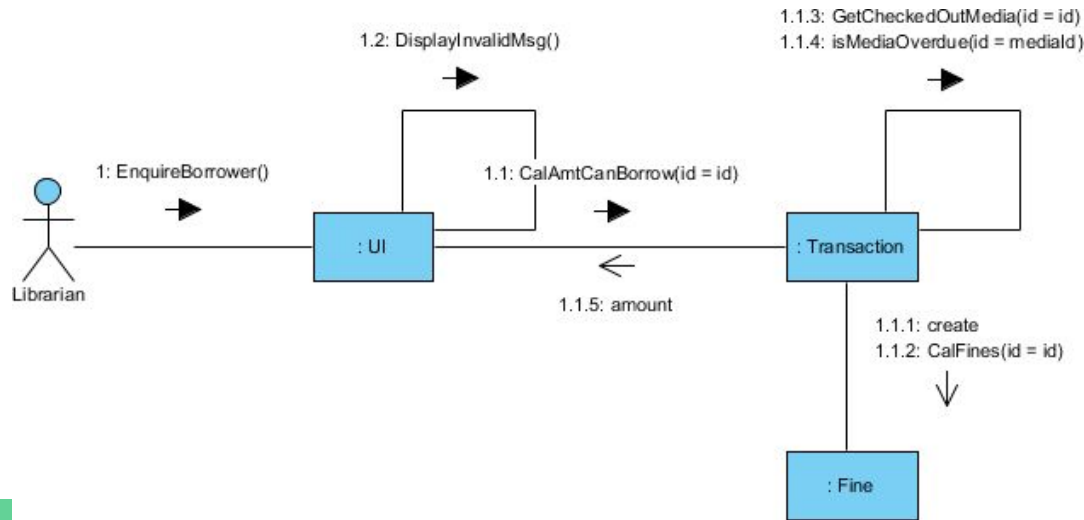 1.1.3: GetCheckedOutMedia(id = id)
1.1.4: isMediaOverdue(id = mediaId)
1.2: DisplayInvalidMsg()
1: EnquireBorrower()
1.1: CalAmtCanBorrow(id = id)
: UI
: Transaction
Librarian
1.1.5: amount
1.1.1: create
1.1.2: CalFines(id = id)
: Fine